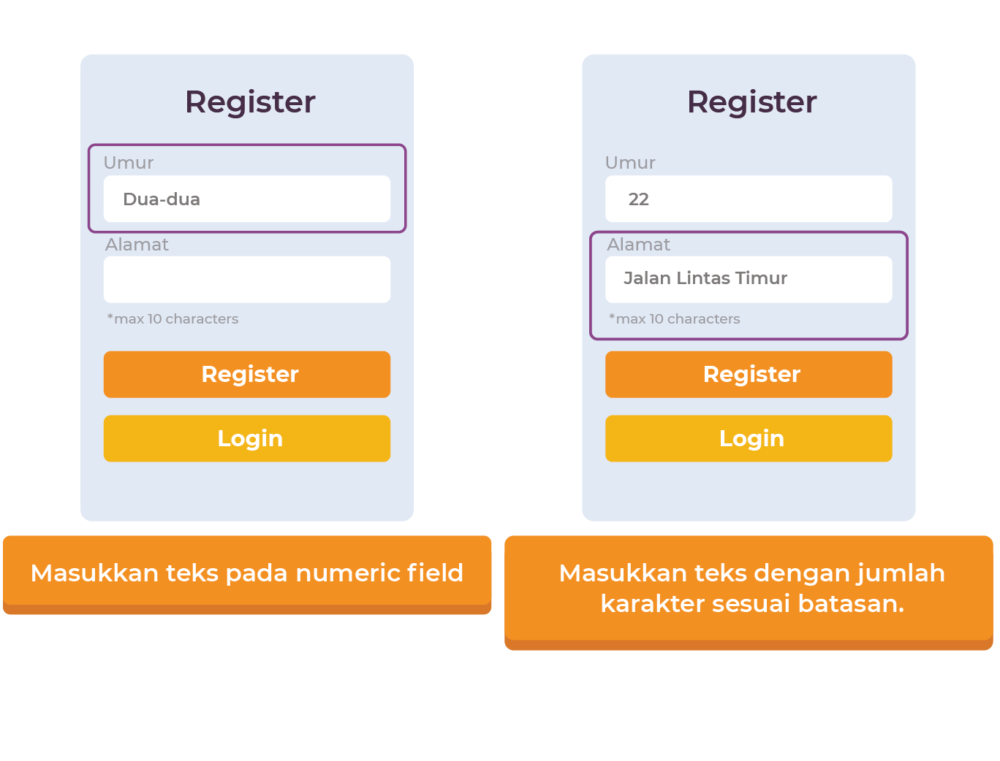 Register
Umur
Dua-dua
Alamat
*max 10 characters
Register
Login
Masukkan teks pada numeric field
Register
Umur
22
Alamat
Jalan Lintas Timur
*max 10 characters
Register
Login
Masukkan teks dengan jumlah
karakter sesuai batasan.